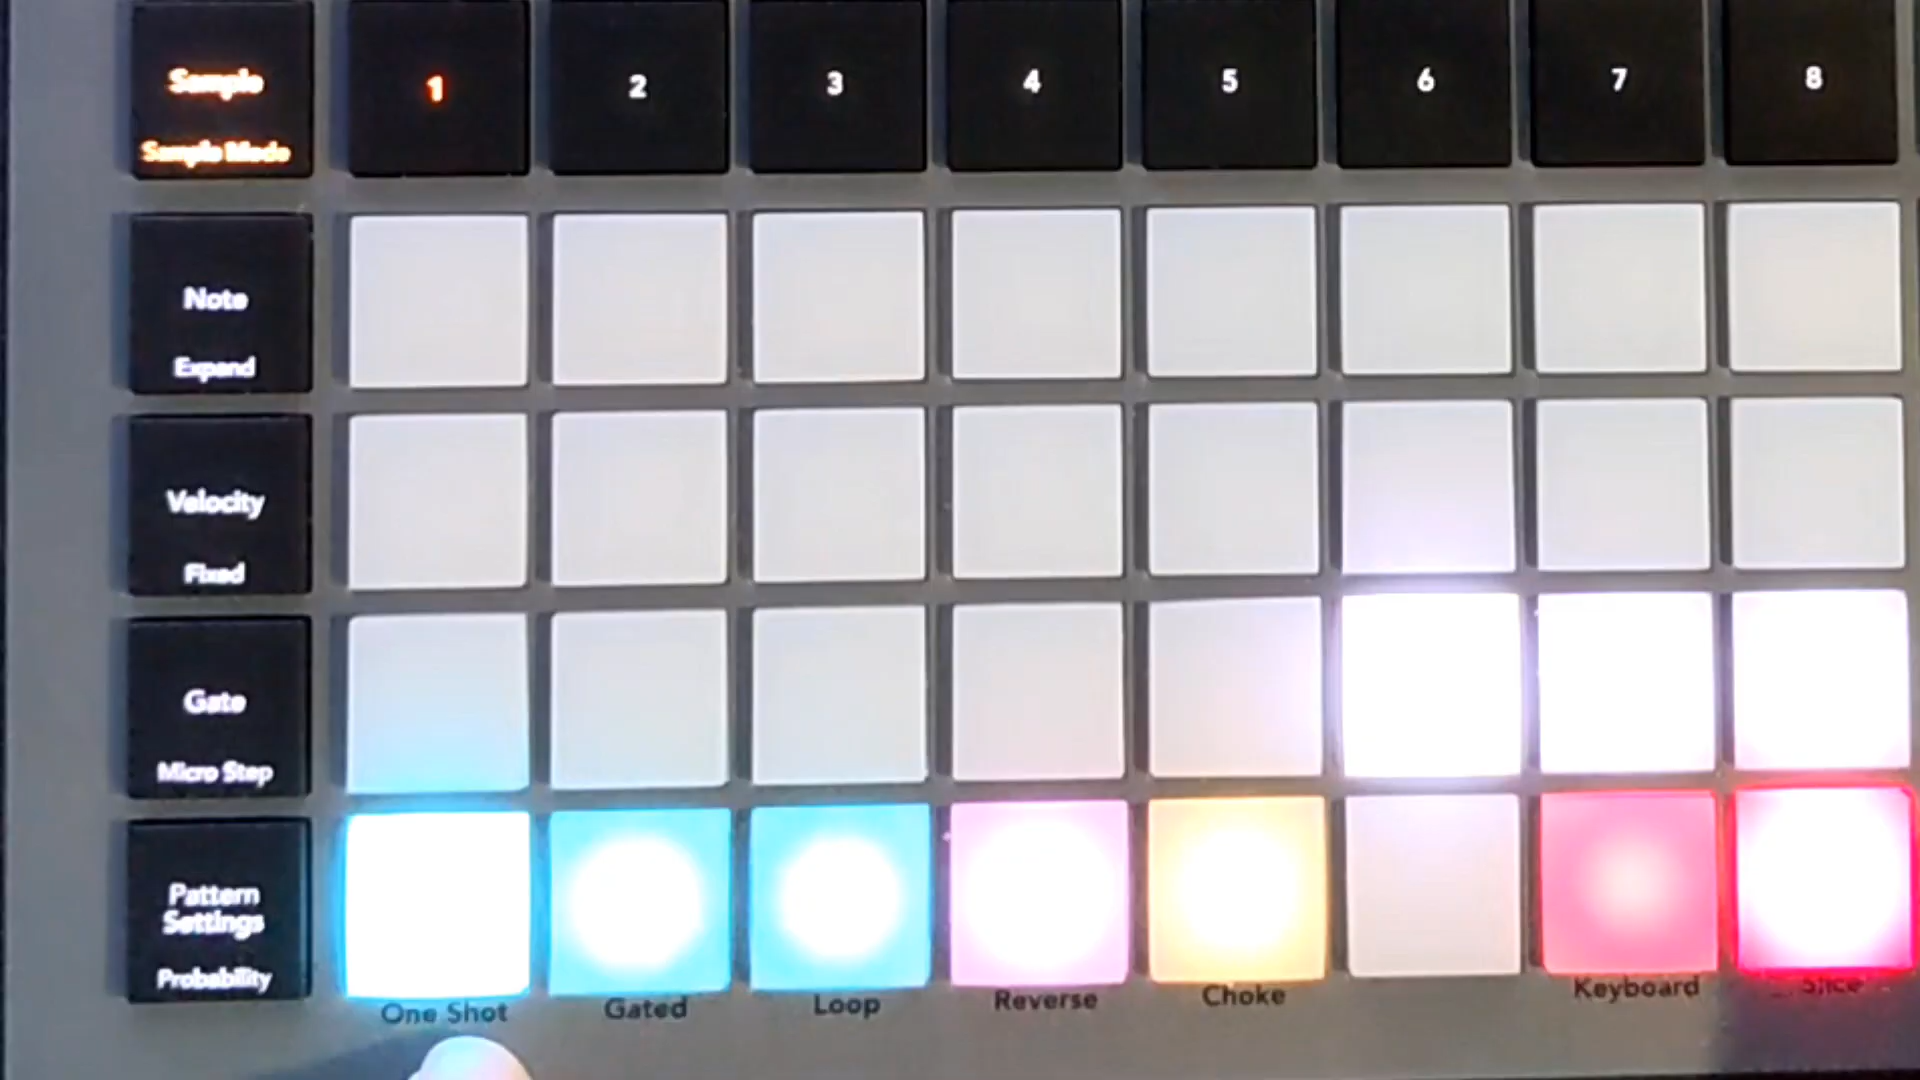 Sample
Sample Mode
1
2
3
4
5
6
7
8
Note
Expand
Velocity
Fixed
Gate
Micro Step
Pattern
Settings
Probability
One Shot
Gated
Loop
Reverse
Choke
Keyboard
Slice